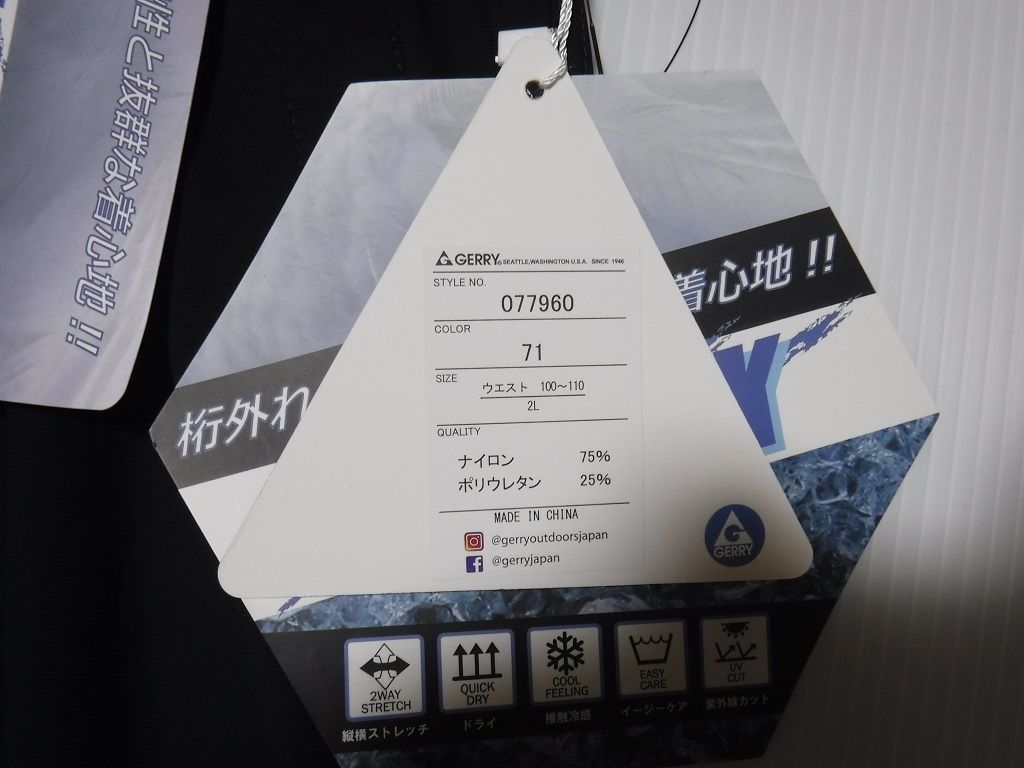 性と抜群な着心地!!
GERRY® SEATTLE, WASHINGTON U.S.A. SINCE 1946
STYLE NO.
077960
COLOR
71
SIZE
ウエスト 100〜110
2L
QUALITY
ナイロン 75%
ポリウレタン 25%
MADE IN CHINA
@gerryoutdoorsjapan
@gerryjapan
GERRY
桁外れ
着心地!!
Y
2WAY STRETCH
縦横ストレッチ
QUICK DRY
ドライ
COOL FEELING
接触冷感
EASY CARE
イージーケア
UV CUT
紫外線カット